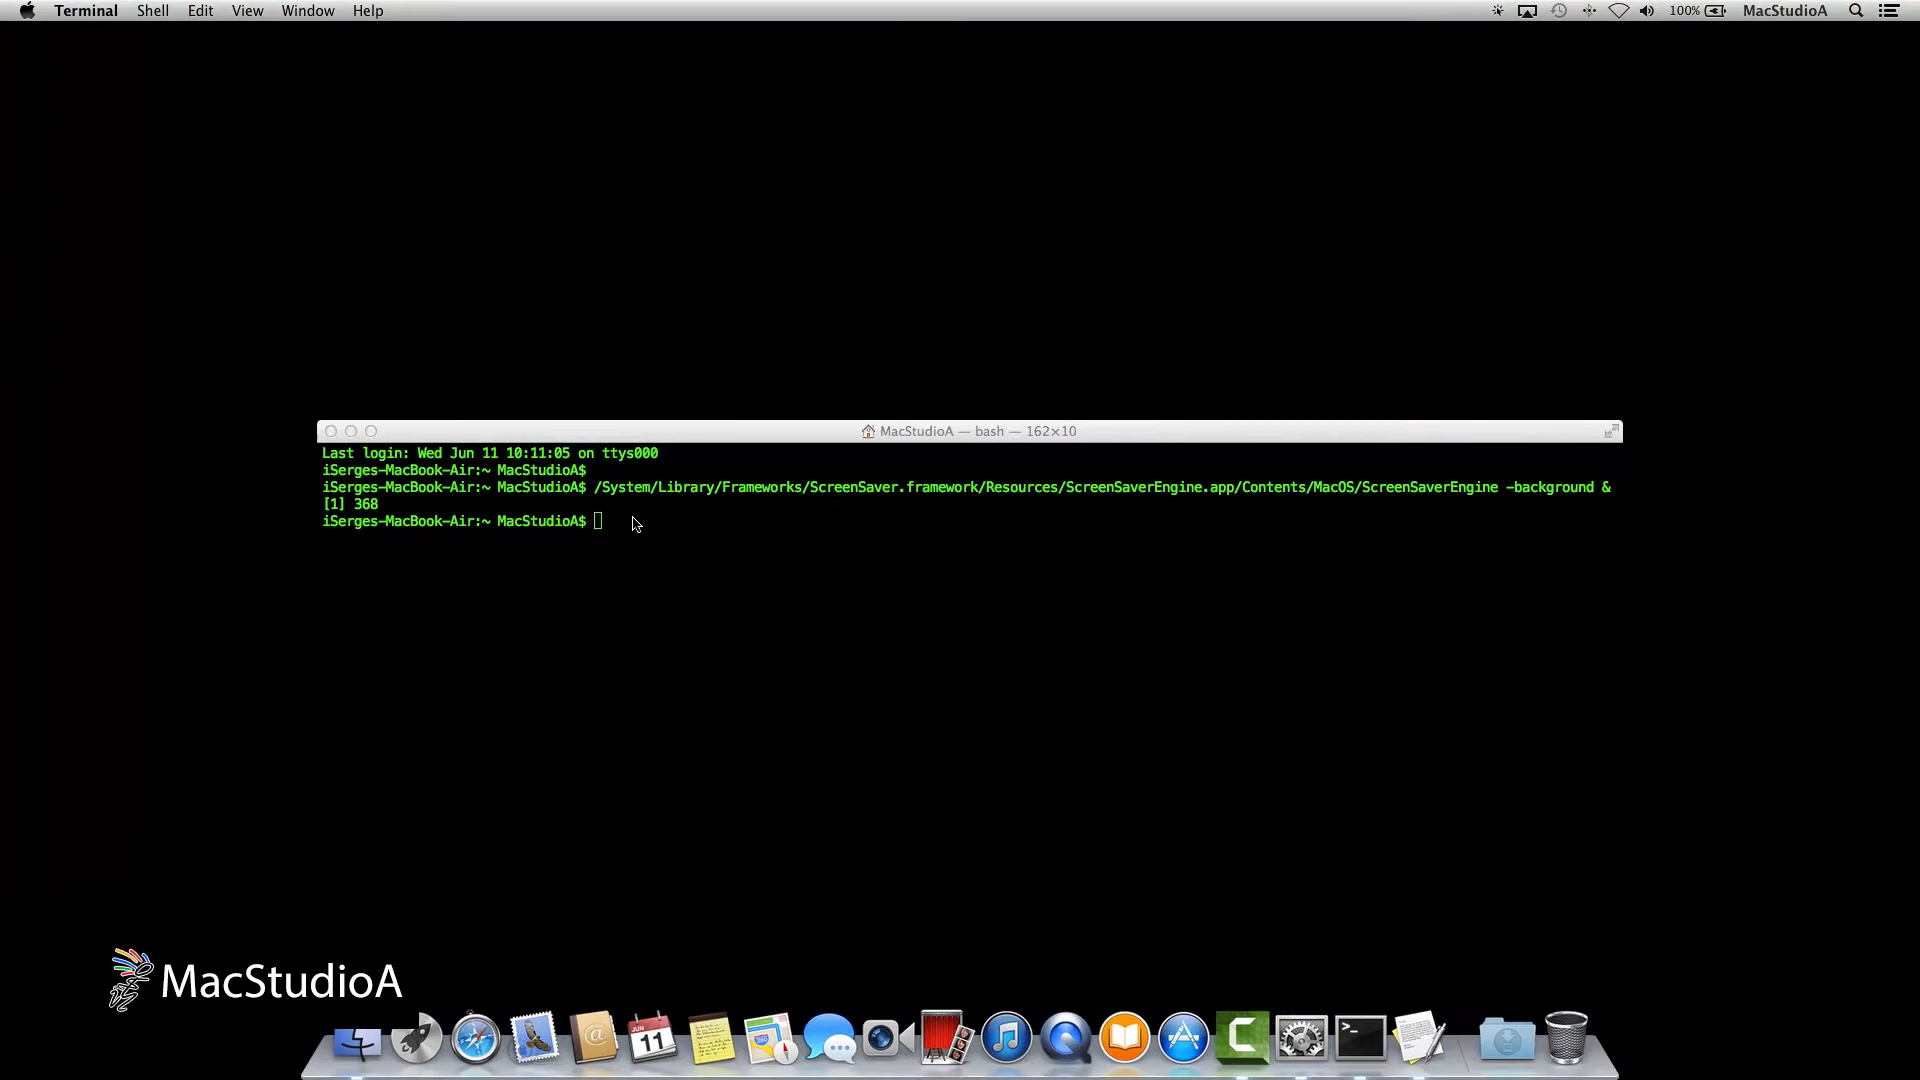 Terminal Shell Edit View Window Help 100% MacStudioA
MacStudioA — bash — 162×10
Last login: Wed Jun 11 10:11:05 on ttys000
iSerges-MacBook-Air:~ MacStudioA$
iSerges-MacBook-Air:~ MacStudioA$ /System/Library/Frameworks/ScreenSaver.framework/Resources/ScreenSaverEngine.app/Contents/MacOS/ScreenSaverEngine -background &
[1] 368
iSerges-MacBook-Air:~ MacStudioA$
MacStudioA
JUN
11